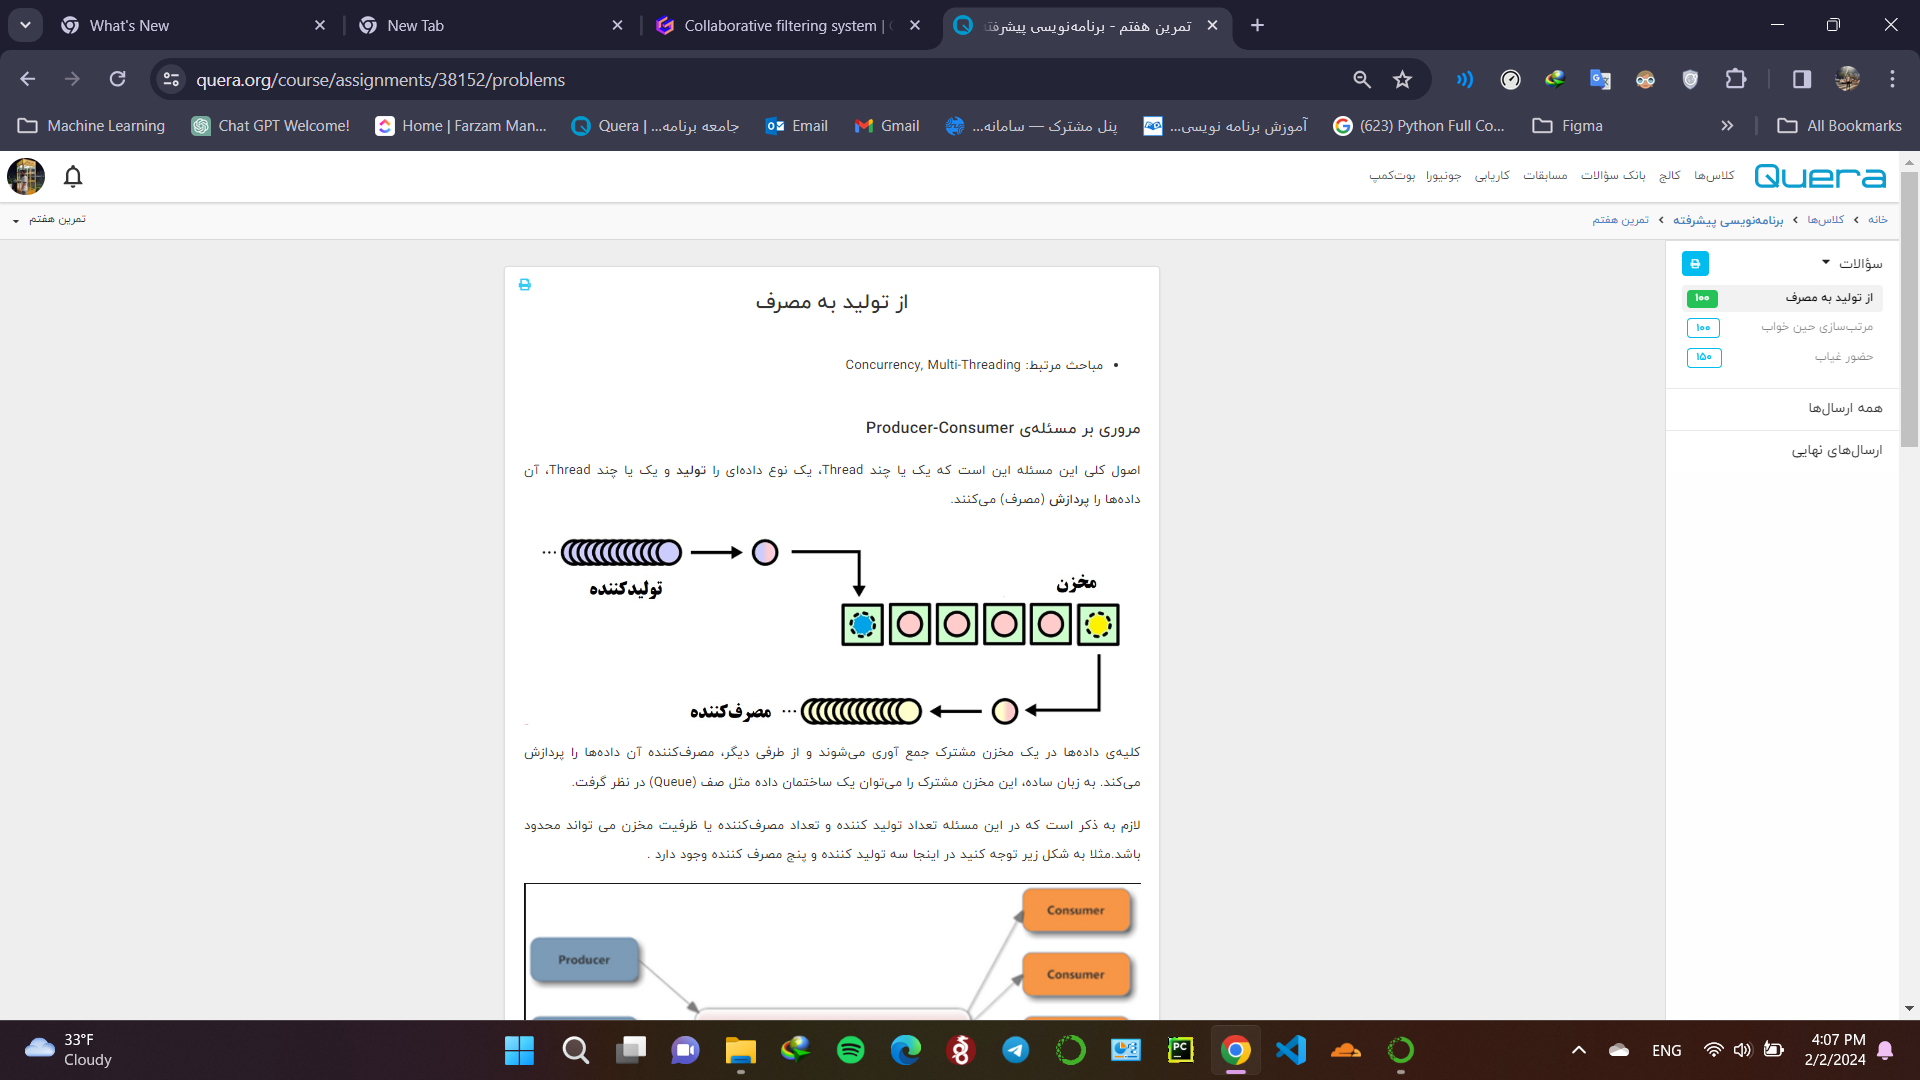 What's New
New Tab
Collaborative filtering system |
تمرین هفتم - برنامه‌نویسی پیشرفته
quera.org/course/assignments/38152/problems
Machine Learning
Chat GPT Welcome!
Home | Farzam Man...
Quera | جامعه برنامه...
Email
Gmail
پنل مشترک — سامانه...
آموزش برنامه نویسی...
(623) Python Full Co...
Figma
All Bookmarks
Quera
کلاس‌ها کالج بانک سؤالات مسابقات کاریابی جونیورا بوت‌کمپ
خانه › کلاس‌ها › برنامه‌نویسی پیشرفته › تمرین هفتم
تمرین هفتم
سؤالات
از تولید به مصرف ۱۰۰
مرتب‌سازی حین خواب ۱۰۰
حضور غیاب ۱۵۰
همه ارسال‌ها
ارسال‌های نهایی
از تولید به مصرف
• مباحث مرتبط: Concurrency, Multi-Threading
مروری بر مسئله‌ی Producer-Consumer
اصول کلی این مسئله این است که یک یا چند Thread، یک نوع داده‌ای را تولید و یک یا چند Thread، آن
داده‌ها را پردازش (مصرف) می‌کنند.
...
تولیدکننده
مخزن
مصرف‌کننده ...
کلیه‌ی داده‌ها در یک مخزن مشترک جمع آوری می‌شوند و از طرفی دیگر، مصرف‌کننده آن داده‌ها را پردازش
می‌کند. به زبان ساده، این مخزن مشترک را می‌توان یک ساختمان داده مثل صف (Queue) در نظر گرفت.
لازم به ذکر است که در این مسئله تعداد تولید کننده و تعداد مصرف‌کننده یا ظرفیت مخزن می تواند محدود
باشد.مثلا به شکل زیر توجه کنید در اینجا سه تولید کننده و پنج مصرف کننده وجود دارد .
Consumer
Producer
Consumer
33°F
Cloudy
PC
ENG
4:07 PM
2/2/2024